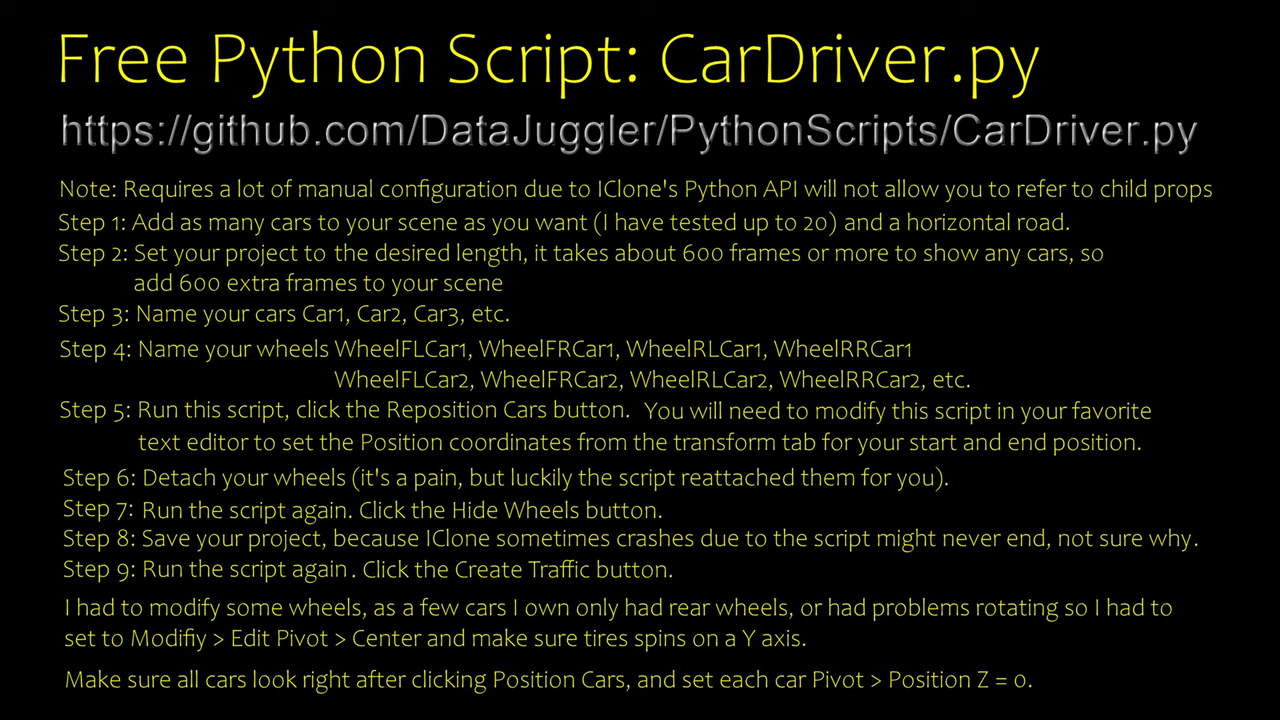 Free Python Script: CarDriver.py
https://github.com/DataJuggler/PythonScripts/CarDriver.py
Note: Requires a lot of manual configuration due to IClone's Python API will not allow you to refer to child props
Step 1: Add as many cars to your scene as you want (I have tested up to 20) and a horizontal road.
Step 2: Set your project to the desired length, it takes about 600 frames or more to show any cars, so
add 600 extra frames to your scene
Step 3: Name your cars Car1, Car2, Car3, etc.
Step 4: Name your wheels WheelFLCar1, WheelFRCar1, WheelRLCar1, WheelRRCar1
WheelFLCar2, WheelFRCar2, WheelRLCar2, WheelRRCar2, etc.
Step 5: Run this script, click the Reposition Cars button. You will need to modify this script in your favorite
text editor to set the Position coordinates from the transform tab for your start and end position.
Step 6: Detach your wheels (it's a pain, but luckily the script reattached them for you).
Step 7: Run the script again. Click the Hide Wheels button.
Step 8: Save your project, because IClone sometimes crashes due to the script might never end, not sure why.
Step 9: Run the script again. Click the Create Traffic button.
I had to modify some wheels, as a few cars I own only had rear wheels, or had problems rotating so I had to
set to Modifiy > Edit Pivot > Center and make sure tires spins on a Y axis.
Make sure all cars look right after clicking Position Cars, and set each car Pivot > Position Z = 0.